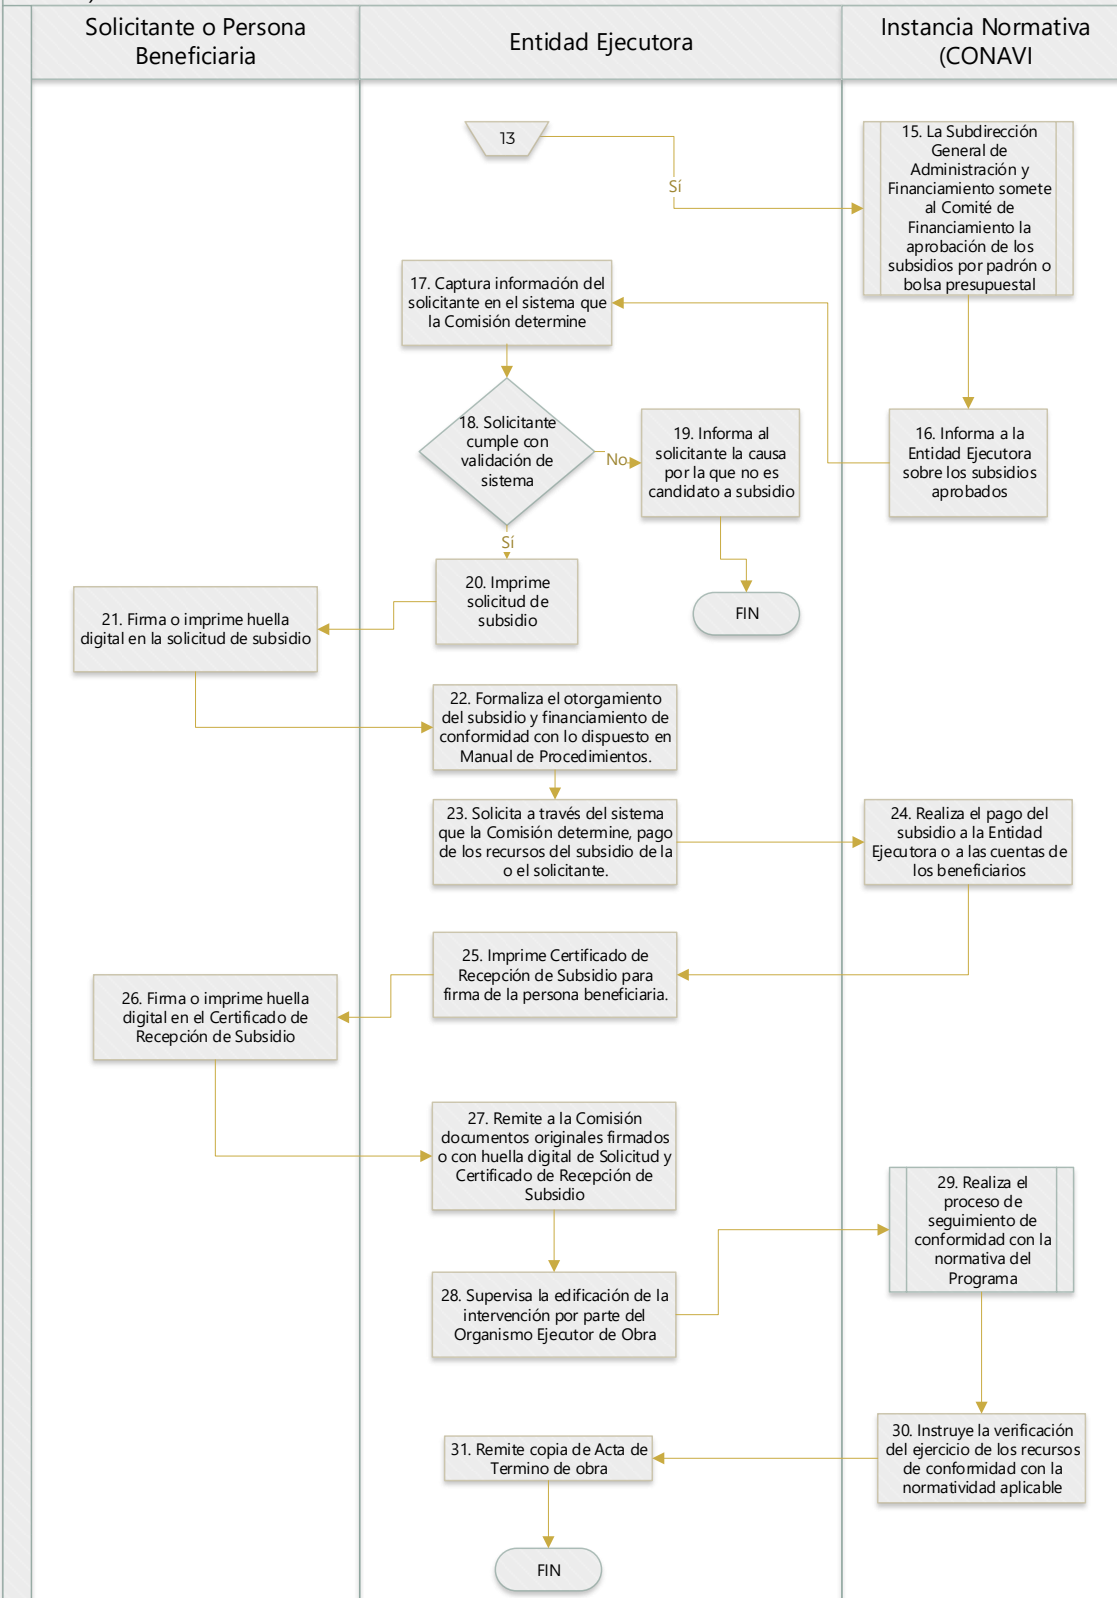 Solicitante o Persona
Beneficiaria
Entidad Ejecutora
Instancia Normativa
(CONAVI
13
Sí
15. La Subdirección
General de
Administración y
Financiamiento somete
al Comité de
Financiamiento la
aprobación de los
subsidios por padrón o
bolsa presupuestal
17. Captura información del
solicitante en el sistema que
la Comisión determine
18. Solicitante
cumple con
validación de
sistema
No
19. Informa al
solicitante la causa
por la que no es
candidato a subsidio
16. Informa a la
Entidad Ejecutora
sobre los subsidios
aprobados
Sí
20. Imprime
solicitud de
subsidio
FIN
21. Firma o imprime huella
digital en la solicitud de subsidio
22. Formaliza el otorgamiento
del subsidio y financiamiento de
conformidad con lo dispuesto en
Manual de Procedimientos.
23. Solicita a través del sistema
que la Comisión determine, pago
de los recursos del subsidio de la
o el solicitante.
24. Realiza el pago del
subsidio a la Entidad
Ejecutora o a las cuentas de
los beneficiarios
25. Imprime Certificado de
Recepción de Subsidio para
firma de la persona beneficiaria.
26. Firma o imprime huella
digital en el Certificado de
Recepción de Subsidio
27. Remite a la Comisión
documentos originales firmados
o con huella digital de Solicitud y
Certificado de Recepción de
Subsidio
29. Realiza el
proceso de
seguimiento de
conformidad con la
normativa del
Programa
28. Supervisa la edificación de la
intervención por parte del
Organismo Ejecutor de Obra
30. Instruye la verificación
del ejercicio de los recursos
de conformidad con la
normatividad aplicable
31. Remite copia de Acta de
Termino de obra
FIN